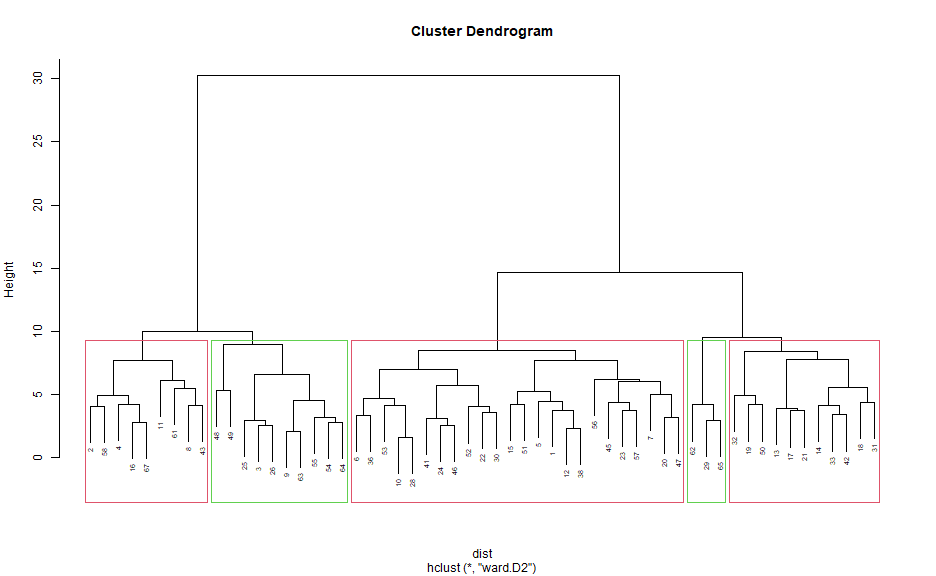 Cluster Dendrogram
Height
0 5 10 15 20 25 30
2 58 4 16 67 11 61 8 43 48 49 25 3 26 9 63 55 54 64 6 36 53 10 28 41 24 46 52 22 30 15 51 5 1 12 38 56 45 23 57 7 20 47 62 29 65 32 19 50 13 17 21 14 33 42 18 31
dist
hclust (*, "ward.D2")